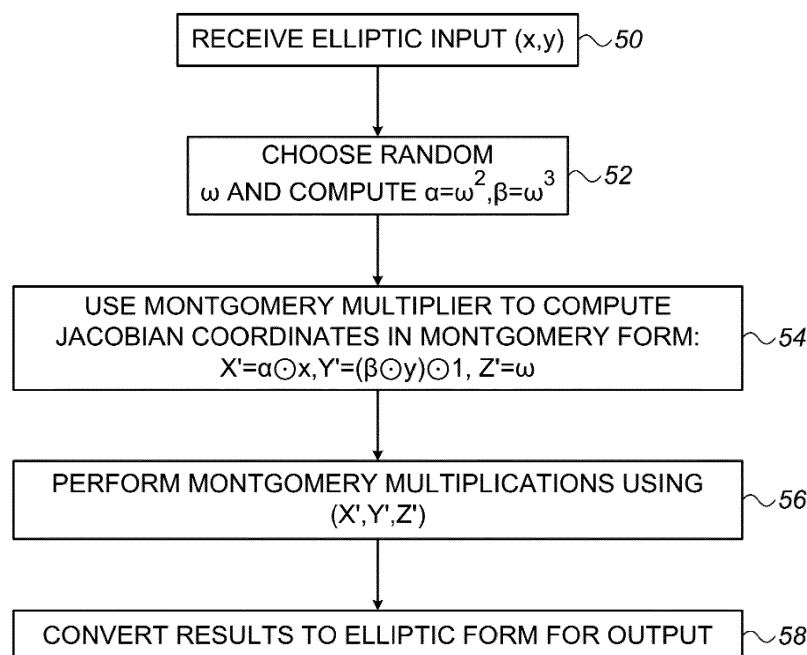 RECEIVE ELLIPTIC INPUT (x,y) 50
CHOOSE RANDOM
ω AND COMPUTE α=ω²,β=ω³ 52
USE MONTGOMERY MULTIPLIER TO COMPUTE
JACOBIAN COORDINATES IN MONTGOMERY FORM: 54
X'=α⊙x,Y'=(β⊙y)⊙1, Z'=ω
PERFORM MONTGOMERY MULTIPLICATIONS USING
(X',Y',Z') 56
CONVERT RESULTS TO ELLIPTIC FORM FOR OUTPUT 58